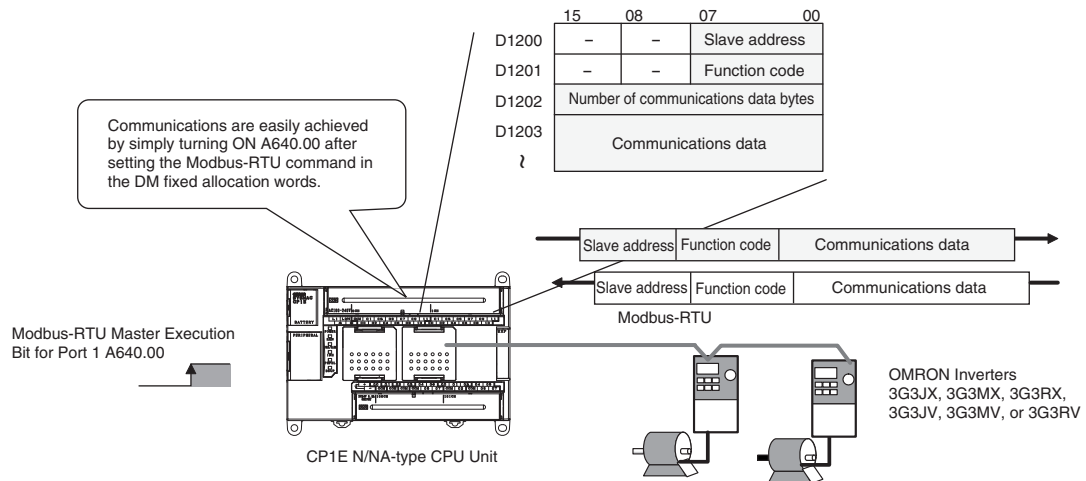 15 08 07 00
D1200 – – Slave address
D1201 – – Function code
D1202 Number of communications data bytes
D1203 Communications data
~
Communications are easily achieved
by simply turning ON A640.00 after
setting the Modbus-RTU command in
the DM fixed allocation words.
Slave address Function code Communications data
Slave address Function code Communications data
Modbus-RTU
Modbus-RTU Master Execution
Bit for Port 1 A640.00
BATTERY
PERIPHERAL
CP1E N/NA-type CPU Unit
OMRON Inverters
3G3JX, 3G3MX, 3G3RX,
3G3JV, 3G3MV, or 3G3RV